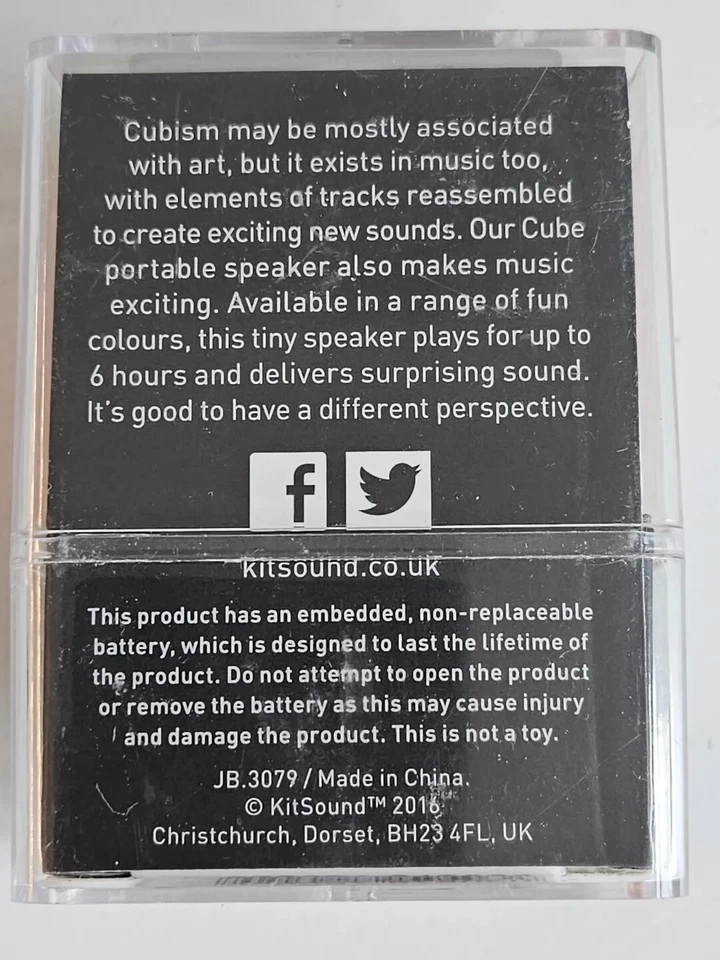 Cubism may be mostly associated
with art, but it exists in music too,
with elements of tracks reassembled
to create exciting new sounds. Our Cube
portable speaker also makes music
exciting. Available in a range of fun
colours, this tiny speaker plays for up to
6 hours and delivers surprising sound.
It's good to have a different perspective.
f
kitsound.co.uk
This product has an embedded, non-replaceable
battery, which is designed to last the lifetime of
the product. Do not attempt to open the product
or remove the battery as this may cause injury
and damage the product. This is not a toy.
JB.3079 / Made in China.
© KitSound™ 2016
Christchurch, Dorset, BH23 4FL, UK